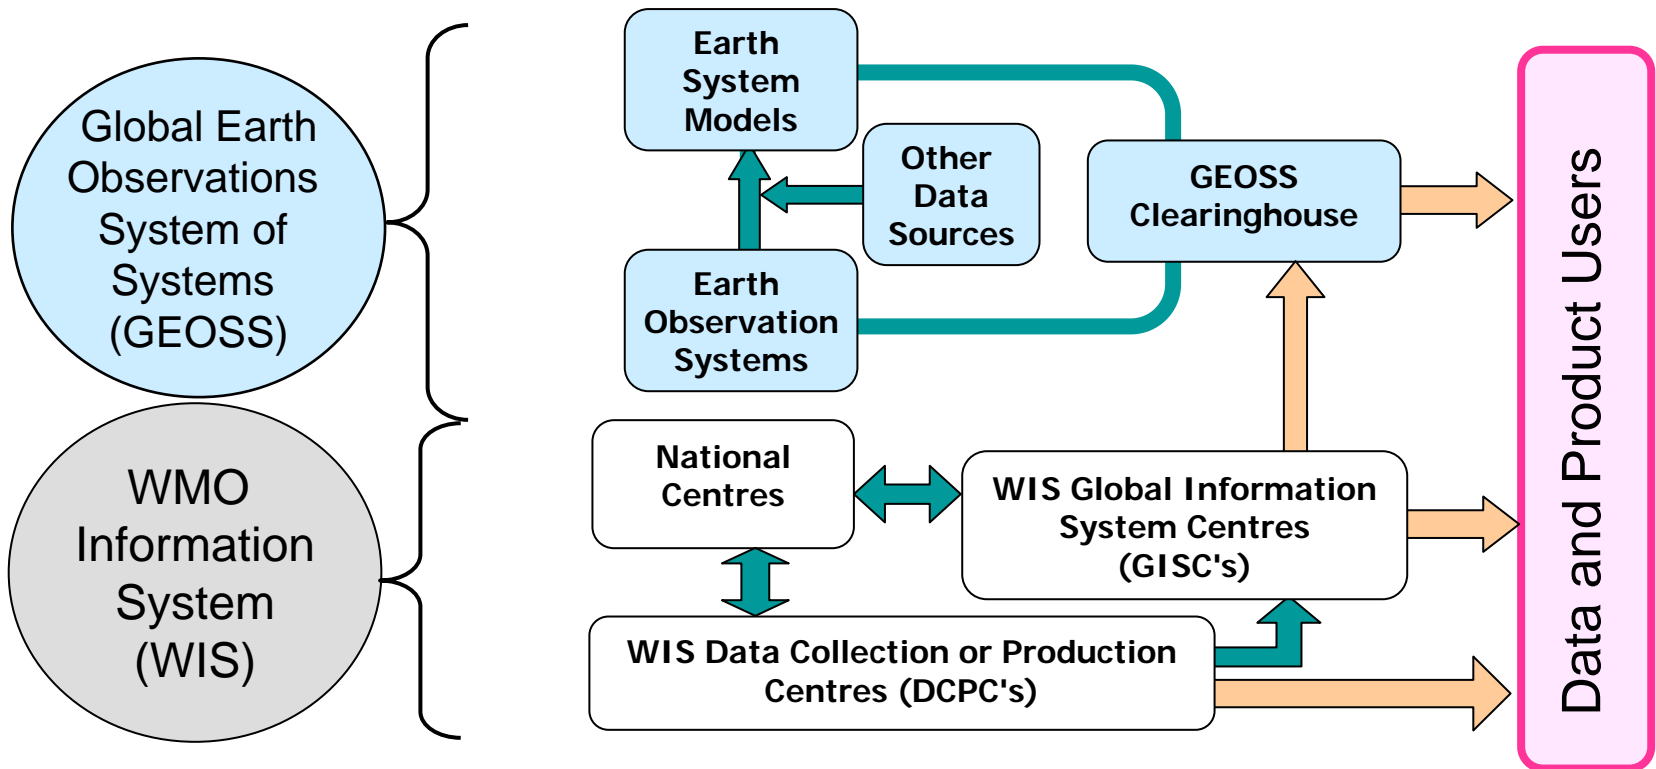 Global Earth
Observations
System of
Systems
(GEOSS)
WMO
Information
System
(WIS)
Earth
System
Models
Other
Data
Sources
Earth
Observation
Systems
GEOSS
Clearinghouse
National
Centres
WIS Global Information
System Centres
(GISC's)
WIS Data Collection or Production
Centres (DCPC's)
Data and Product Users